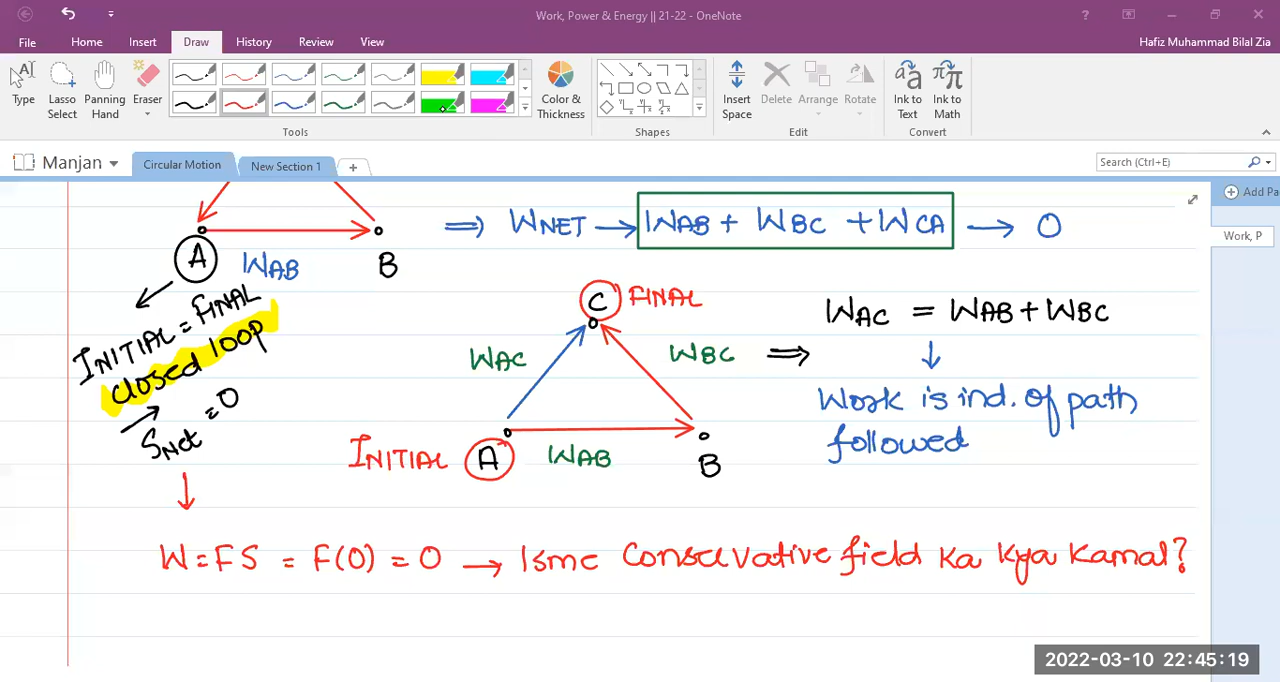 Work, Power & Energy || 21-22 - OneNote
File Home Insert Draw History Review View
Hafiz Muhammad Bilal Zia
Type
Lasso Select
Panning Hand
Eraser
Color & Thickness
Insert Space
Delete
Arrange
Rotate
Ink to Text
Ink to Math
Tools
Shapes
Edit
Convert
Manjan
Circular Motion
New Section 1
Search (Ctrl+E)
Add Pa
Work, P
A
WAB
B
⇒ WNET → WAB + WBC + WCA → 0
INITIAL = FINAL
closed loop
SNet = 0
C FINAL
WAC
WBC
INITIAL A
WAB
B
⇒ WAC = WAB + WBC
↓
Work is ind. of path
followed
↓
W = FS = F(0) = 0 → Isme Conservative field Ka Kya Kamal?
2022-03-10 22:45:19